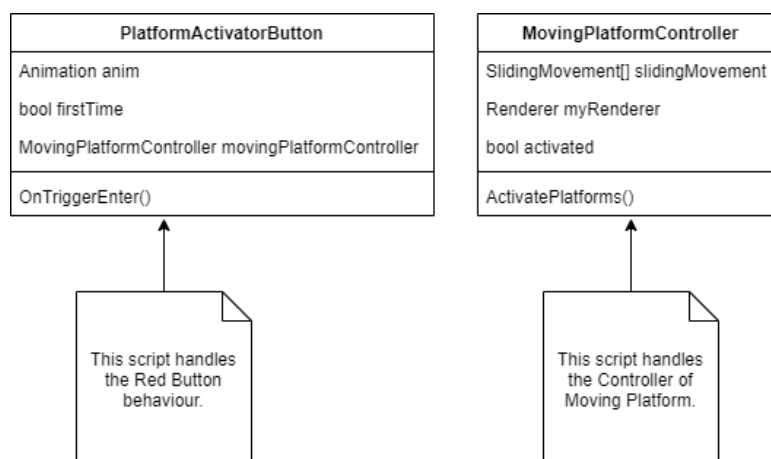 PlatformActivatorButton
Animation anim
bool firstTime
MovingPlatformController movingPlatformController
OnTriggerEnter()
This script handles
the Red Button
behaviour.
MovingPlatformController
SlidingMovement[] slidingMovement
Renderer myRenderer
bool activated
ActivatePlatforms()
This script handles
the Controller of
Moving Platform.